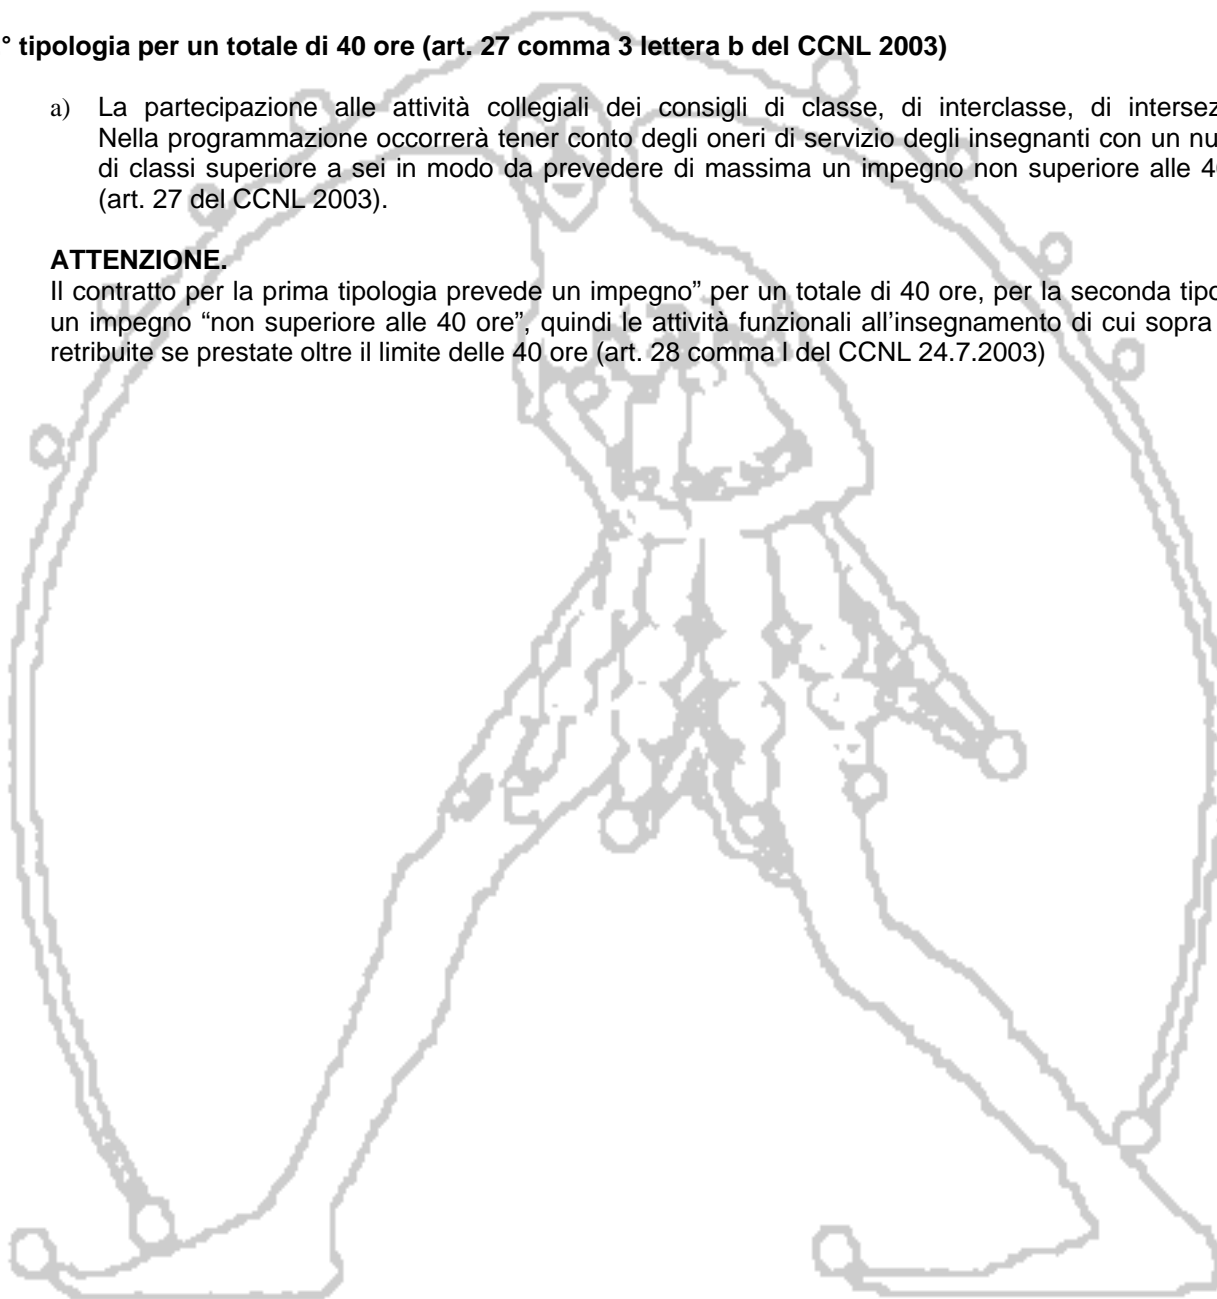 ° tipologia per un totale di 40 ore (art. 27 comma 3 lettera b del CCNL 2003)
a) La partecipazione alle attività collegiali dei consigli di classe, di interclasse, di
Nella programmazione occorrerà tener conto degli oneri di servizio degli insegnanti con un
di classi superiore a sei in modo da prevedere di massima un impegno non superiore alle
(art. 27 del CCNL 2003).
ATTENZIONE.
Il contratto per la prima tipologia prevede un impegno” per un totale di 40 ore, per la seconda
un impegno “non superiore alle 40 ore”, quindi le attività funzionali all’insegnamento di cui sopra
retribuite se prestate oltre il limite delle 40 ore (art. 28 comma l del CCNL 24.7.2003)